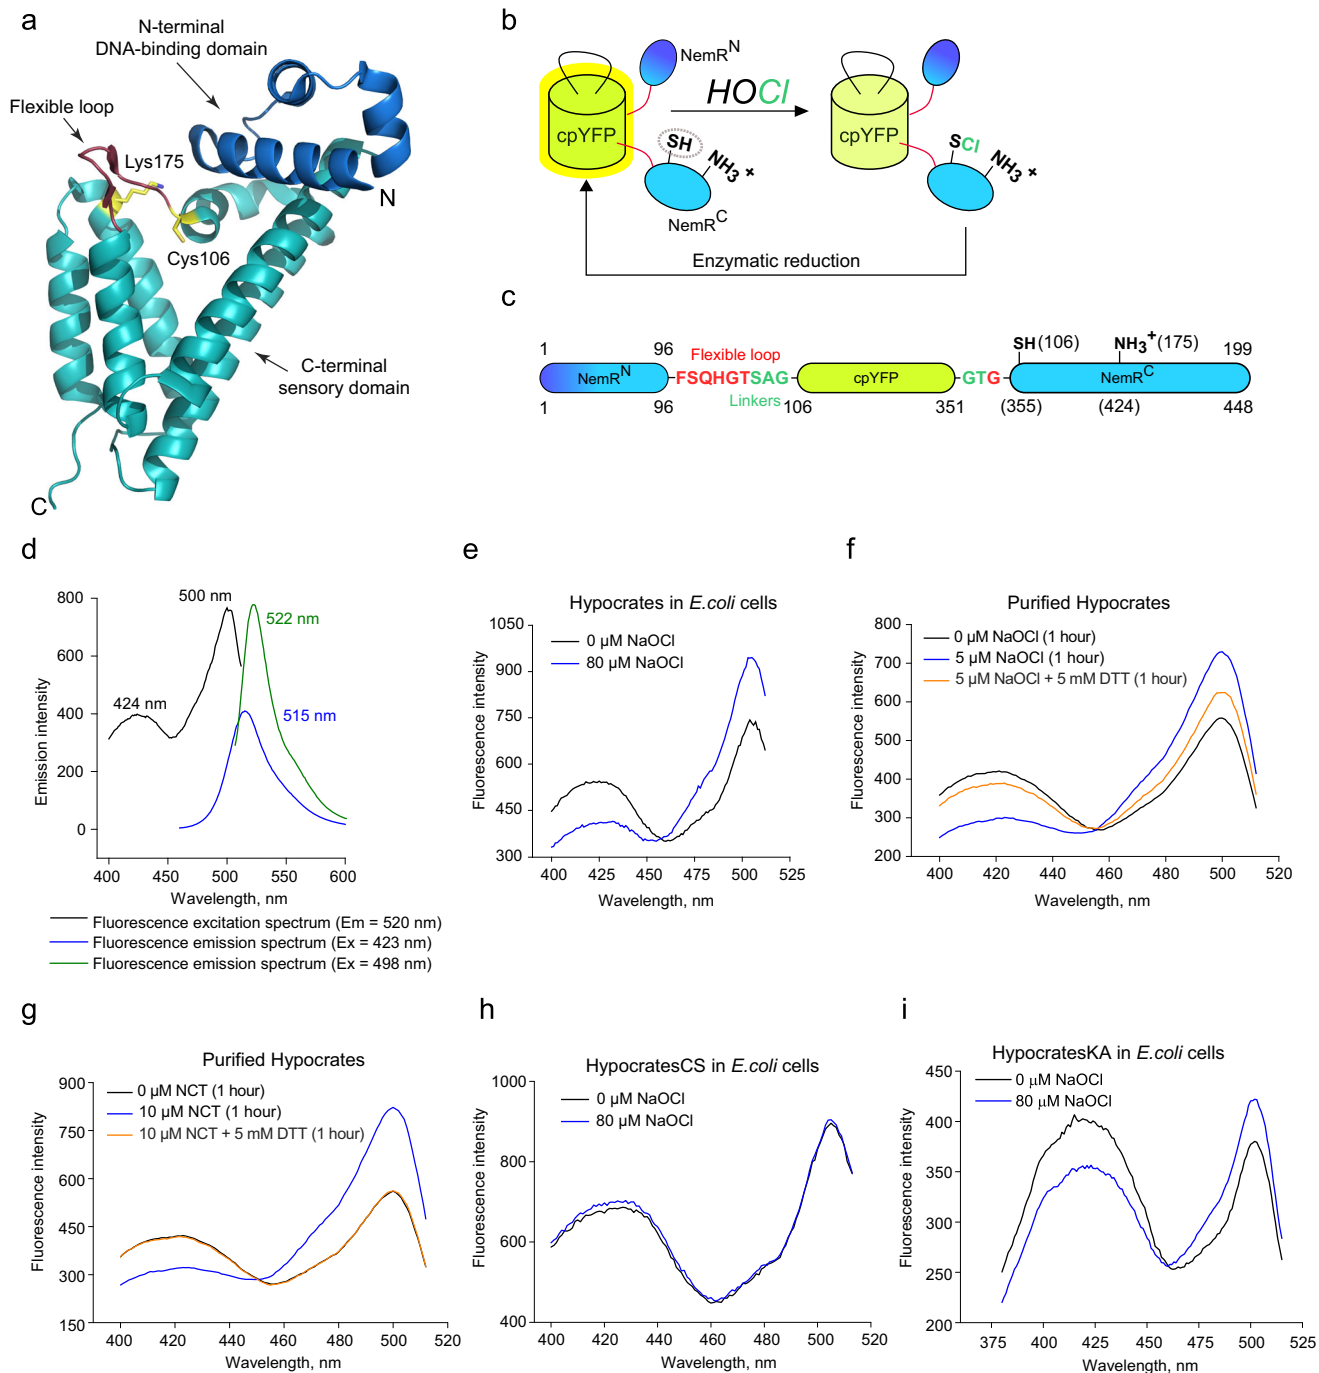 a
N-terminal
DNA-binding domain
Flexible loop
Lys175
N
Cys106
C-terminal
sensory domain
C
b
NemR^N
HOCl
cpYFP
cpYFP
SH
NH3+
SCl
NH3+
NemR^C
Enzymatic reduction
c
SH (106) NH3+ (175)
1 96 Flexible loop 199
NemR^N FSQHGTSAG cpYFP GTG NemR^C
Linkers
1 96 106 351 (355) (424) 448
d
800
600
400
200
0
Emission intensity
500 nm
522 nm
424 nm
515 nm
400 450 500 550 600
Wavelength, nm
Fluorescence excitation spectrum (Em = 520 nm)
Fluorescence emission spectrum (Ex = 423 nm)
Fluorescence emission spectrum (Ex = 498 nm)
e
Hypocrates in E.coli cells
0 µM NaOCl
80 µM NaOCl
1050
900
750
600
450
300
Fluorescence intensity
400 425 450 475 500 525
Wavelength, nm
f
Purified Hypocrates
0 µM NaOCl (1 hour)
5 µM NaOCl (1 hour)
5 µM NaOCl + 5 mM DTT (1 hour)
800
700
600
500
400
300
200
Fluorescence intensity
400 420 440 460 480 500 520
Wavelength, nm
g
Purified Hypocrates
0 µM NCT (1 hour)
10 µM NCT (1 hour)
10 µM NCT + 5 mM DTT (1 hour)
900
750
600
450
300
150
Fluorescence intensity
400 420 440 460 480 500 520
Wavelength, nm
h
HypocratesCS in E.coli cells
0 µM NaOCl
80 µM NaOCl
1000
800
600
400
Fluorescence intensity
400 420 440 460 480 500 520
Wavelength, nm
i
HypocratesKA in E.coli cells
0 µM NaOCl
80 µM NaOCl
450
400
350
300
250
200
Fluorescence intensity
375 400 425 450 475 500 525
Wavelength, nm